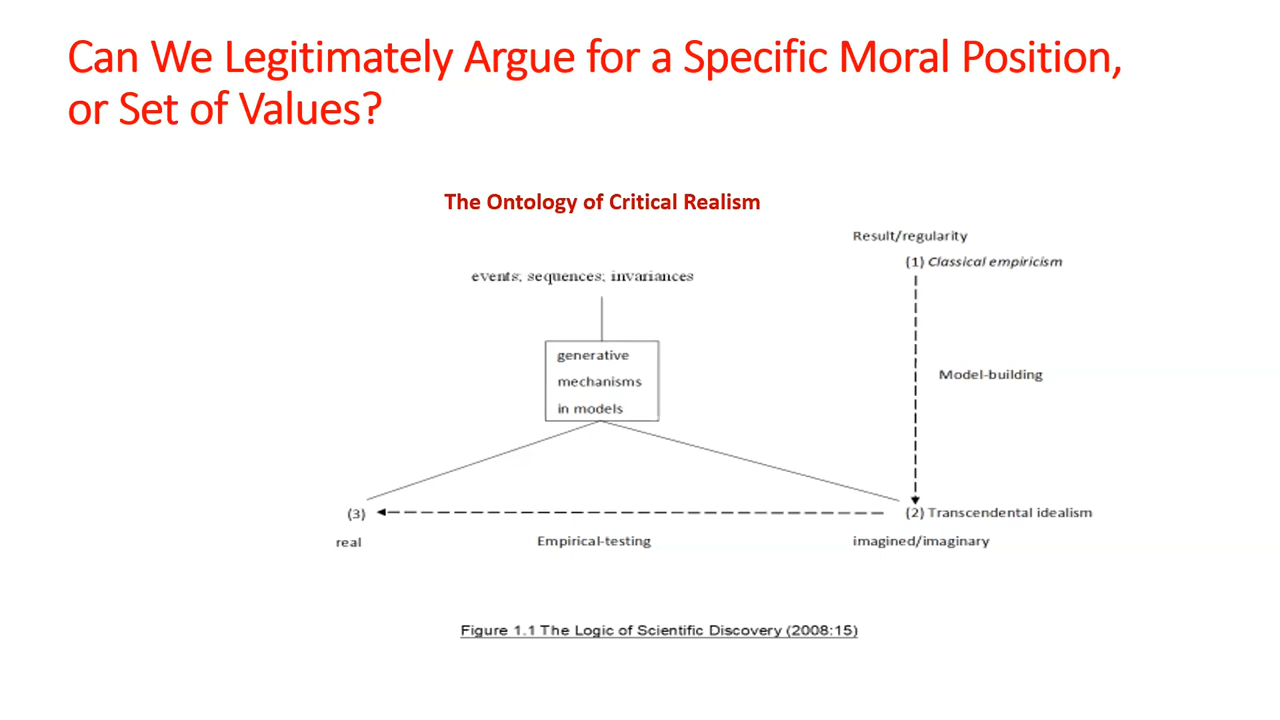 Can We Legitimately Argue for a Specific Moral Position,
or Set of Values?
The Ontology of Critical Realism
Result/regularity
(1) Classical empiricism
events; sequences; invariances
generative
mechanisms
in models
Model-building
(3)
(2) Transcendental idealism
real
Empirical-testing
imagined/imaginary
Figure 1.1 The Logic of Scientific Discovery (2008:15)